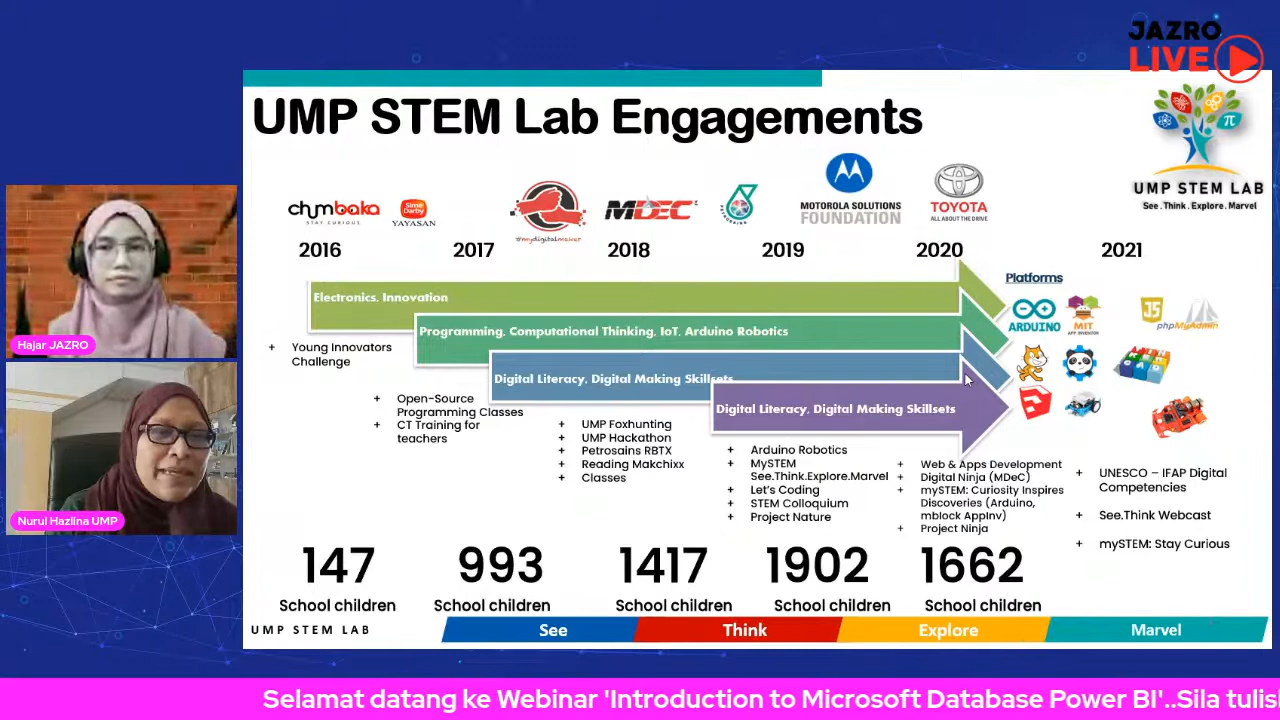 JAZRO
LIVE
UMP STEM Lab Engagements
UMP STEM LAB
See . Think . Explore . Marvel
chumbaka
STAY CURIOUS
Sime Darby
YAYASAN
#mydigitalmaker
MDEC
MOTOROLA SOLUTIONS
FOUNDATION
TOYOTA
ALL ABOUT THE DRIVE
2016
2017
2018
2019
2020
2021
Electronics, Innovation
Programming, Computational Thinking, IoT, Arduino Robotics
Digital Literacy, Digital Making Skillsets
Digital Literacy, Digital Making Skillsets
Platforms
ARDUINO
MIT
APP INVENTOR
JS
phpMyAdmin
+ Young Innovators
Challenge
+ Open-Source
Programming Classes
+ CT Training for
teachers
+ UMP Foxhunting
+ UMP Hackathon
+ Petrosains RBTX
+ Reading Makchixx
+ Classes
+ Arduino Robotics
+ MySTEM
See.Think.Explore.Marvel
+ Let's Coding
+ STEM Colloquium
+ Project Nature
+ Web & Apps Development
+ Digital Ninja (MDeC)
+ mySTEM: Curiosity Inspires
Discoveries (Arduino,
mblock AppInv)
+ Project Ninja
+ UNESCO – IFAP Digital
Competencies
+ See.Think Webcast
+ mySTEM: Stay Curious
147
School children
993
School children
1417
School children
1902
School children
1662
School children
UMP STEM LAB
See
Think
Explore
Marvel
Hajar JAZRO
Nurul Hazlina UMP
Selamat datang ke Webinar 'Introduction to Microsoft Database Power BI'..Sila tulis